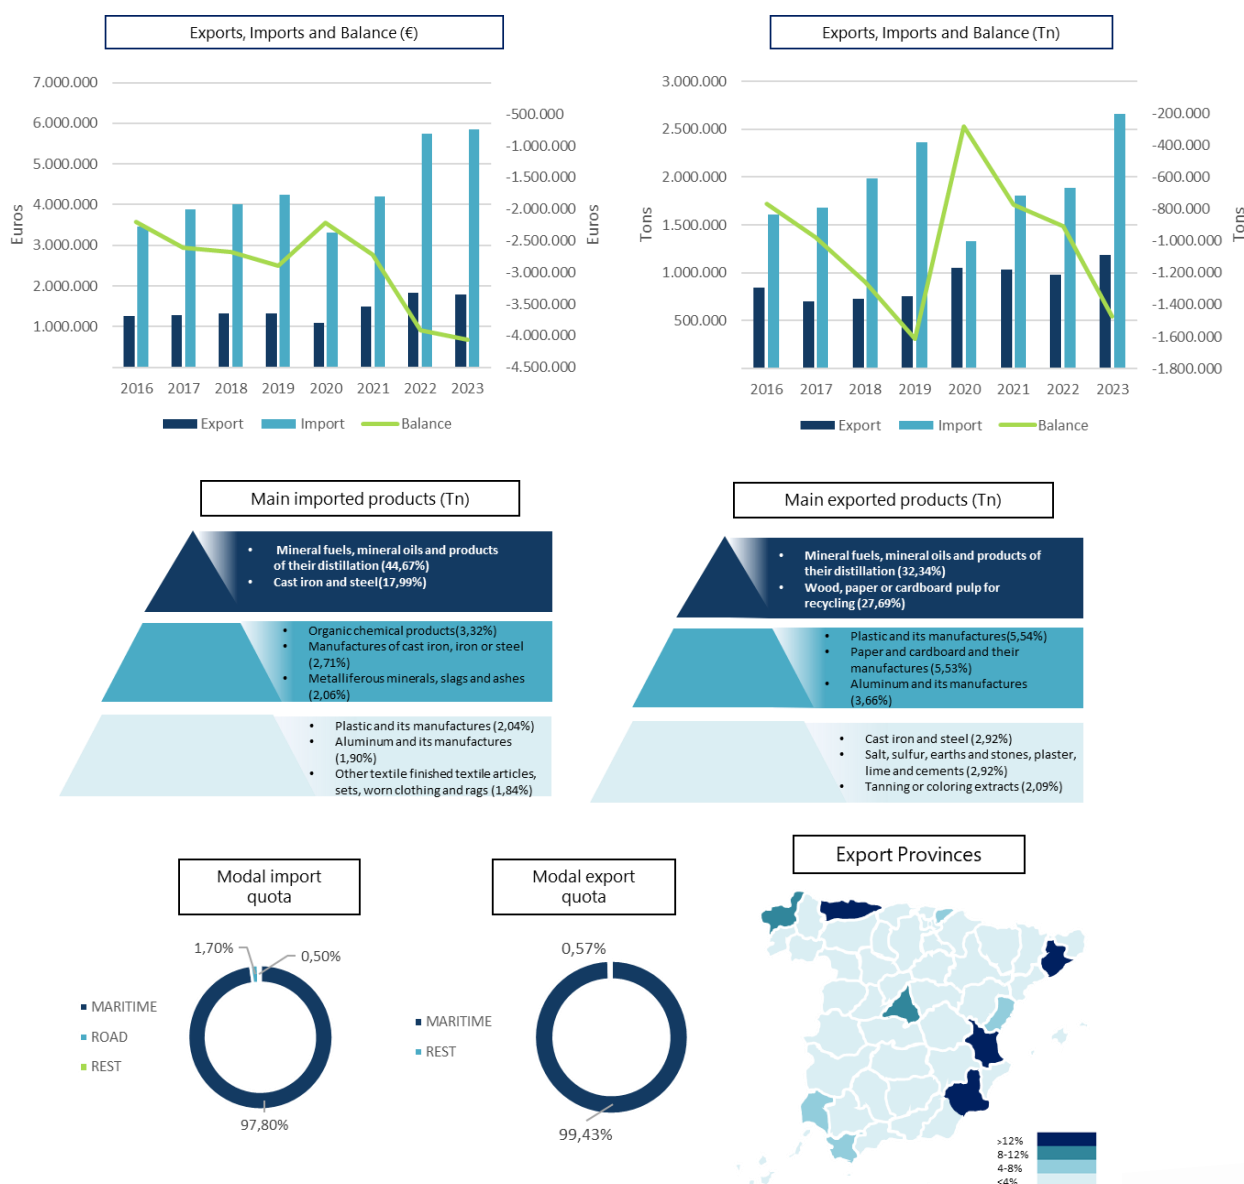 Exports, Imports and Balance (€)
7.000.000
6.000.000
5.000.000
4.000.000
3.000.000
2.000.000
1.000.000
Euros
-500.000
-1.000.000
-1.500.000
-2.000.000
-2.500.000
-3.000.000
-3.500.000
-4.000.000
-4.500.000
Euros
2016 2017 2018 2019 2020 2021 2022 2023
Export Import Balance
Exports, Imports and Balance (Tn)
3.000.000
2.500.000
2.000.000
1.500.000
1.000.000
500.000
Tons
-200.000
-400.000
-600.000
-800.000
-1.000.000
-1.200.000
-1.400.000
-1.600.000
-1.800.000
Tons
2016 2017 2018 2019 2020 2021 2022 2023
Export Import Balance
Main imported products (Tn)
• Mineral fuels, mineral oils and products
of their distillation (44,67%)
• Cast iron and steel(17,99%)
• Organic chemical products(3,32%)
• Manufactures of cast iron, iron or steel
(2,71%)
• Metalliferous minerals, slags and ashes
(2,06%)
• Plastic and its manufactures (2,04%)
• Aluminum and its manufactures
(1,90%)
• Other textile finished textile articles,
sets, worn clothing and rags (1,84%)
Main exported products (Tn)
• Mineral fuels, mineral oils and products of
their distillation (32,34%)
• Wood, paper or cardboard pulp for
recycling (27,69%)
• Plastic and its manufactures(5,54%)
• Paper and cardboard and their
manufactures (5,53%)
• Aluminum and its manufactures
(3,66%)
• Cast iron and steel (2,92%)
• Salt, sulfur, earths and stones, plaster,
lime and cements (2,92%)
• Tanning or coloring extracts (2,09%)
Modal import
quota
1,70%
0,50%
MARITIME
ROAD
REST
97,80%
Modal export
quota
0,57%
MARITIME
REST
99,43%
Export Provinces
>12%
8-12%
4-8%
<4%